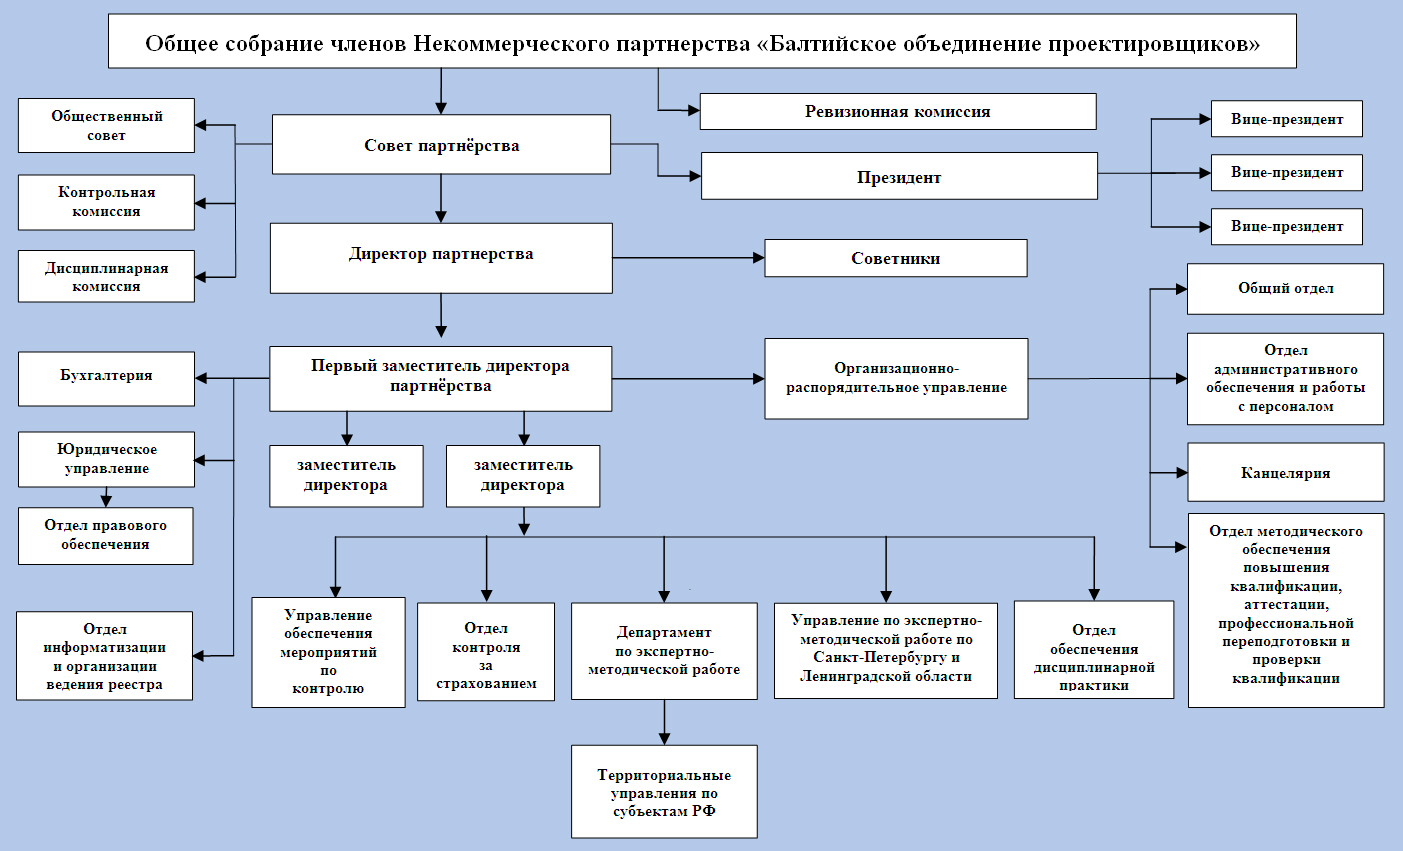 Общее собрание членов Некоммерческого партнерства «Балтийское объединение проектировщиков»
Общественный
совет
Контрольная
комиссия
Дисциплинарная
комиссия
Совет партнёрства
Ревизионная комиссия
Президент
Вице-президент
Вице-президент
Вице-президент
Директор партнерства
Советники
Первый заместитель директора
партнёрства
Организационно-
распорядительное управление
Общий отдел
Отдел
административного
обеспечения и работы
с персоналом
Канцелярия
Отдел методического
обеспечения
повышения
квалификации,
аттестации,
профессиональной
переподготовки и
проверки
квалификации
Бухгалтерия
Юридическое
управление
Отдел правового
обеспечения
Отдел
информатизации
и организации
ведения реестра
заместитель
директора
заместитель
директора
Управление
обеспечения
мероприятий
по
контролю
Отдел
контроля
за
страхованием
Департамент
по экспертно-
методической работе
Управление по экспертно-
методической работе по
Санкт-Петербургу и
Ленинградской области
Отдел
обеспечения
дисциплинарной
практики
Территориальные
управления по
субъектам РФ